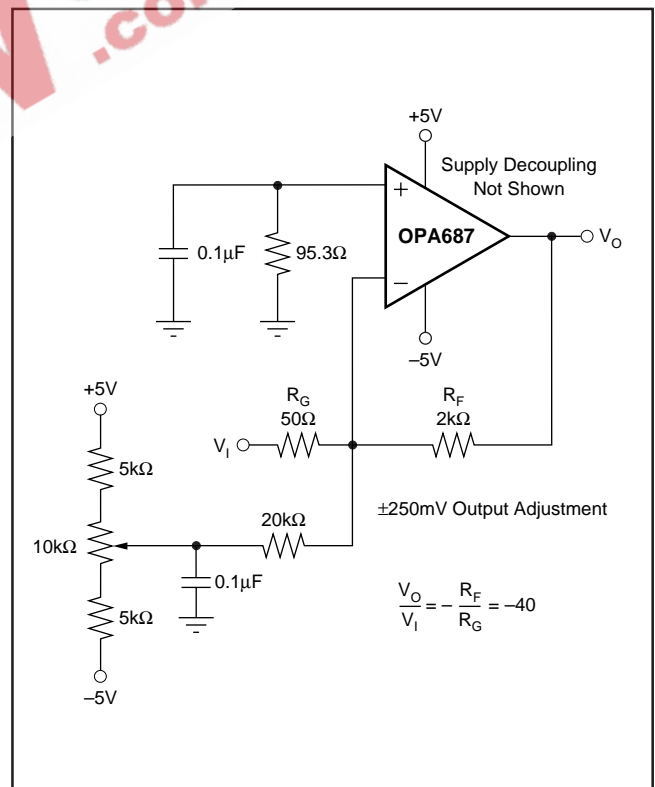 .co
+5V
Supply Decoupling
Not Shown
+
OPA687
0.1µF
95.3Ω
V_O
−
–5V
+5V
R_G
50Ω
R_F
2kΩ
V_I
5kΩ
20kΩ
±250mV Output Adjustment
10kΩ
0.1µF
V_O/V_I = – R_F/R_G = –40
5kΩ
–5V